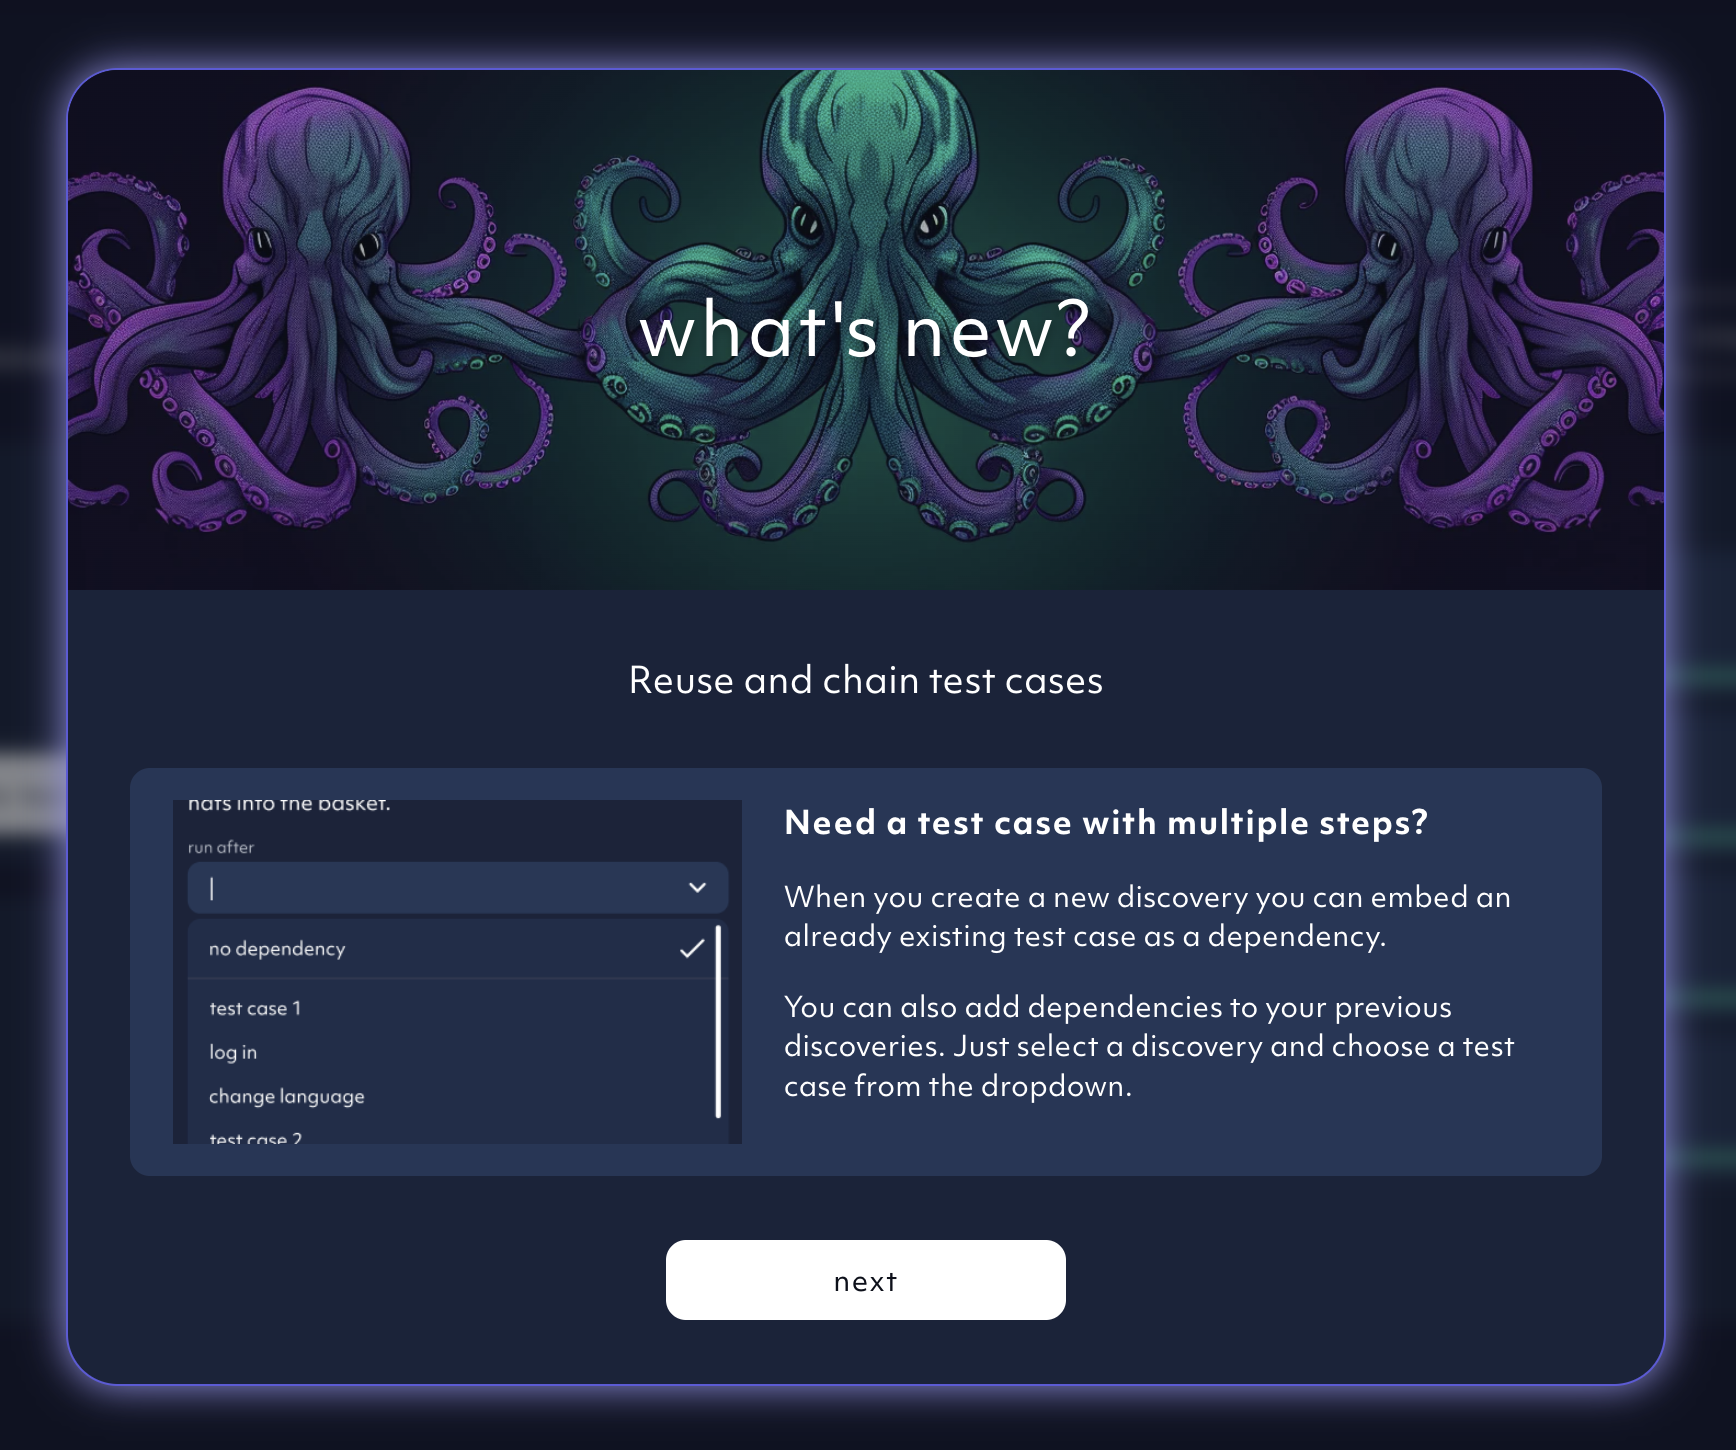 what's new?
Reuse and chain test cases
hats into the basket.
run after
no dependency
test case 1
log in
change language
test case 2
Need a test case with multiple steps?
When you create a new discovery you can embed an
already existing test case as a dependency.
You can also add dependencies to your previous
discoveries. Just select a discovery and choose a test
case from the dropdown.
next